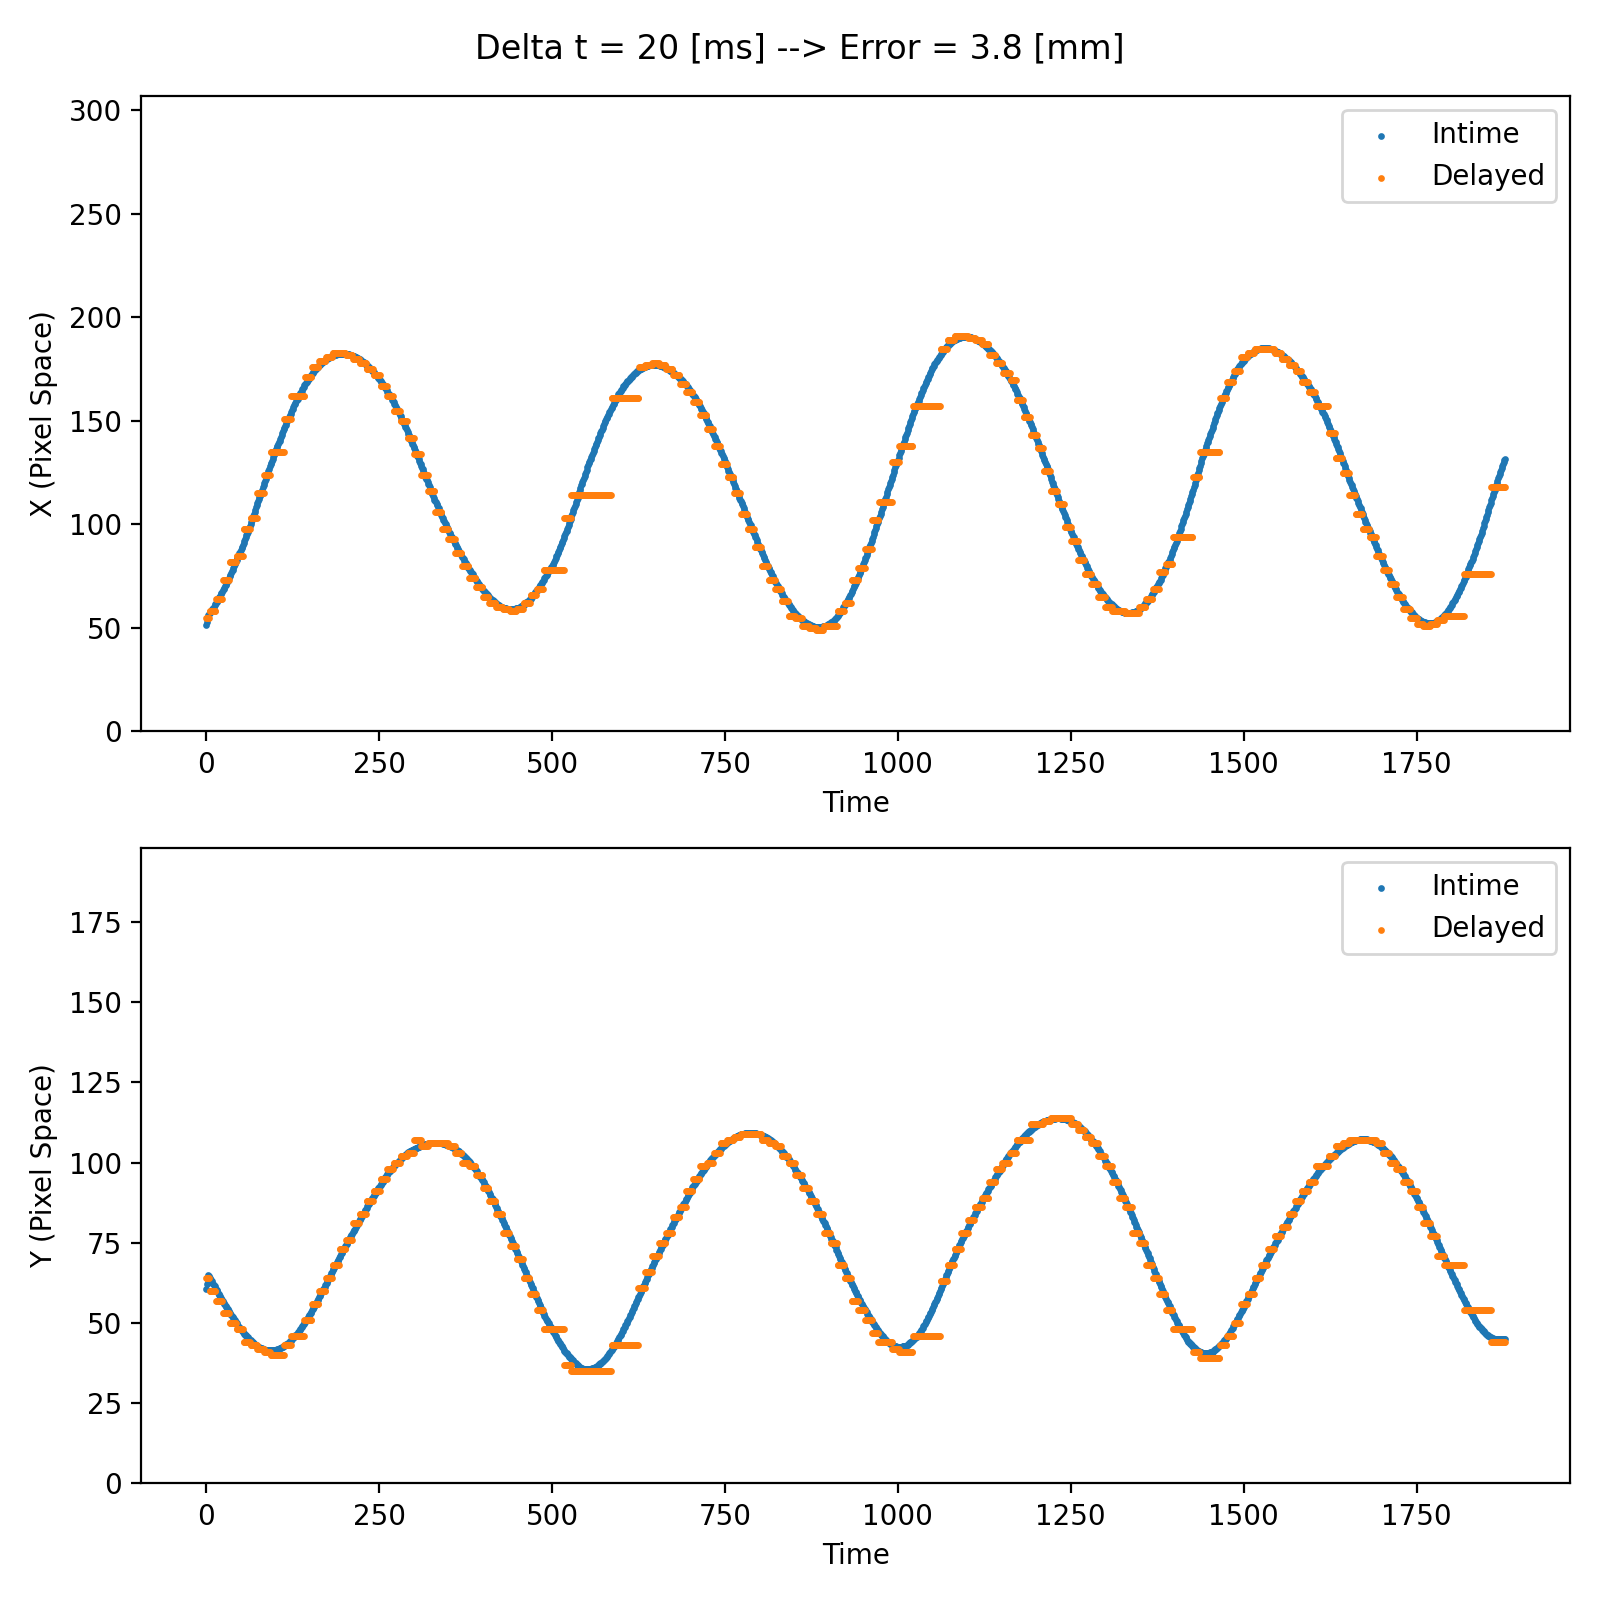 Delta t = 20 [ms] --> Error = 3.8 [mm]
300
250
200
150
100
50
0
X (Pixel Space)
Intime
Delayed
0 250 500 750 1000 1250 1500 1750
Time
175
150
125
100
75
50
25
0
Y (Pixel Space)
Intime
Delayed
0 250 500 750 1000 1250 1500 1750
Time